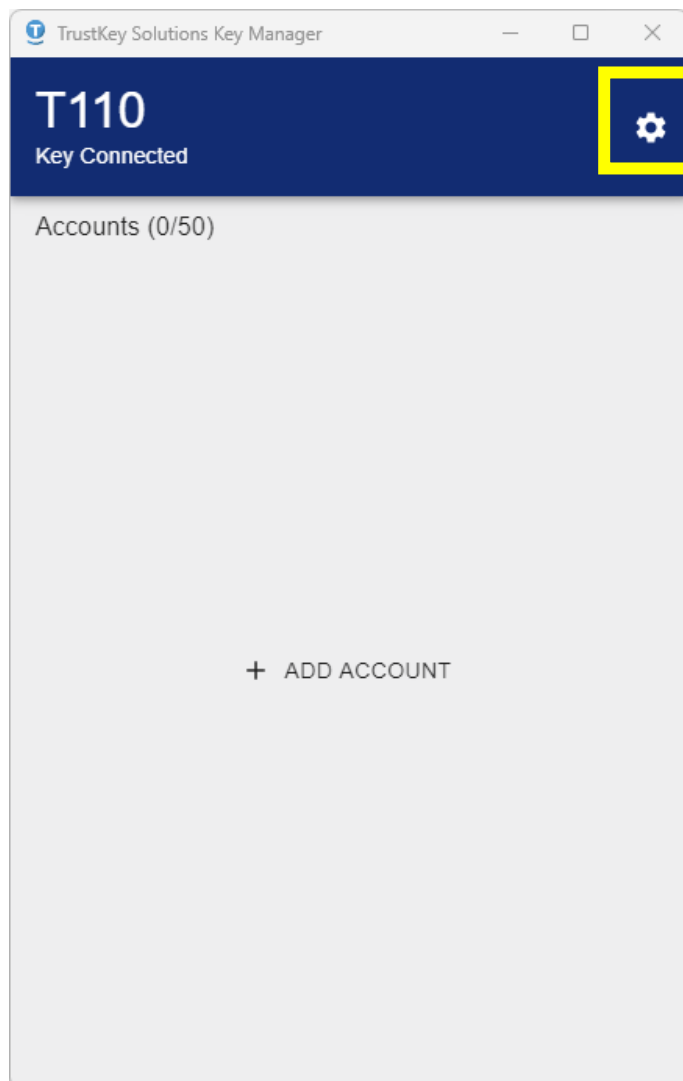 TrustKey Solutions Key Manager
T110
Key Connected
Accounts (0/50)
+ ADD ACCOUNT